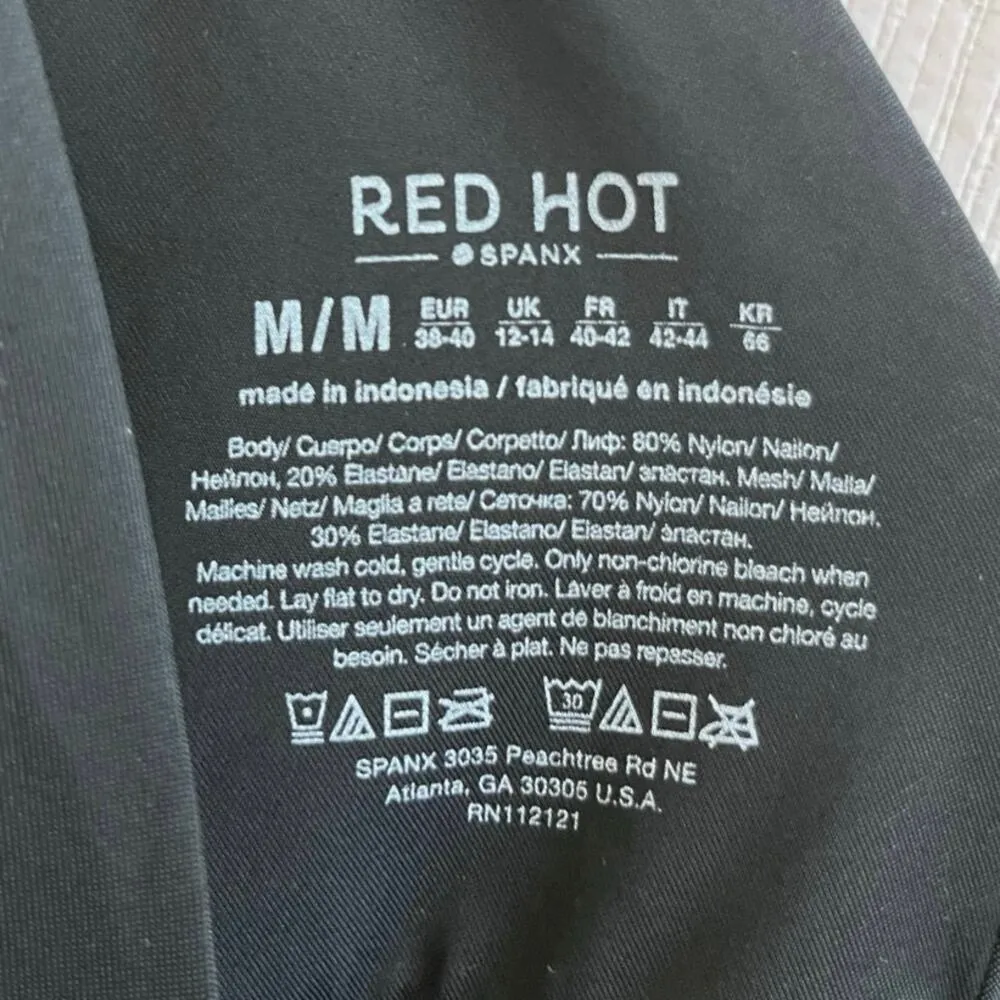 RED HOT
SPANX
M/M EUR 38-40 UK 12-14 FR 40-42 IT 42-44 KR 66
made in indonesia / fabriqué en indonésie
Body/ Cuerpo/ Corps/ Corpetto/ Лиф: 80% Nylon/ Nailon/
Нейлон, 20% Elastane/ Elastano/ Elastan/ эластан. Mesh/ Malla/
Mailles/ Netz/ Maglia a rete/ Сеточка: 70% Nylon/ Nailon/ Нейлон.
30% Elastane/ Elastano/ Elastan/ эластан.
Machine wash cold, gentle cycle. Only non-chlorine bleach when
needed. Lay flat to dry. Do not iron. Laver à froid en machine, cycle
délicat. Utiliser seulement un agent de blanchiment non chloré au
besoin. Sécher à plat. Ne pas repasser.
30
SPANX 3035 Peachtree Rd NE
Atlanta, GA 30305 U.S.A.
RN112121